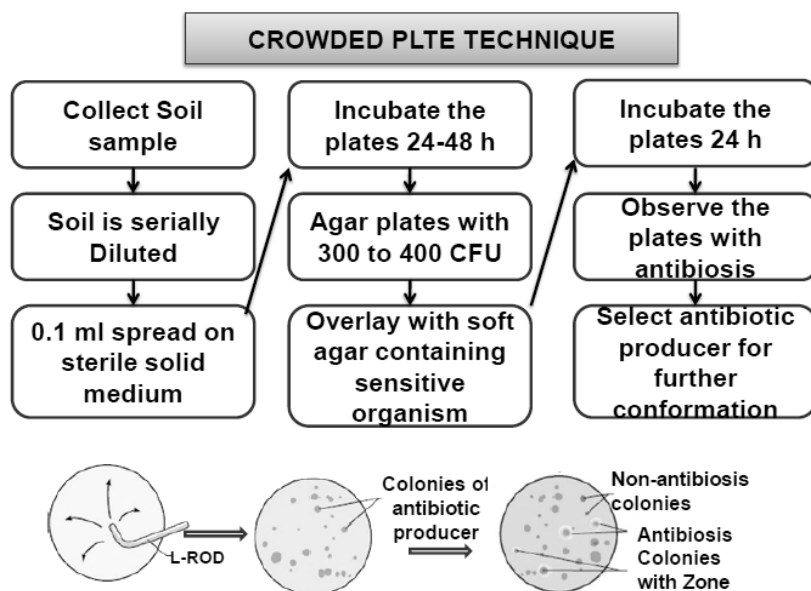 CROWDED PLTE TECHNIQUE
Collect Soil
sample
Soil is serially
Diluted
0.1 ml spread on
sterile solid
medium
Incubate the
plates 24-48 h
Agar plates with
300 to 400 CFU
Overlay with soft
agar containing
sensitive
organism
Incubate the
plates 24 h
Observe the
plates with
antibiosis
Select antibiotic
producer for
further
conformation
L-ROD
Colonies of
antibiotic
producer
Non-antibiosis
colonies
Antibiosis
Colonies
with Zone